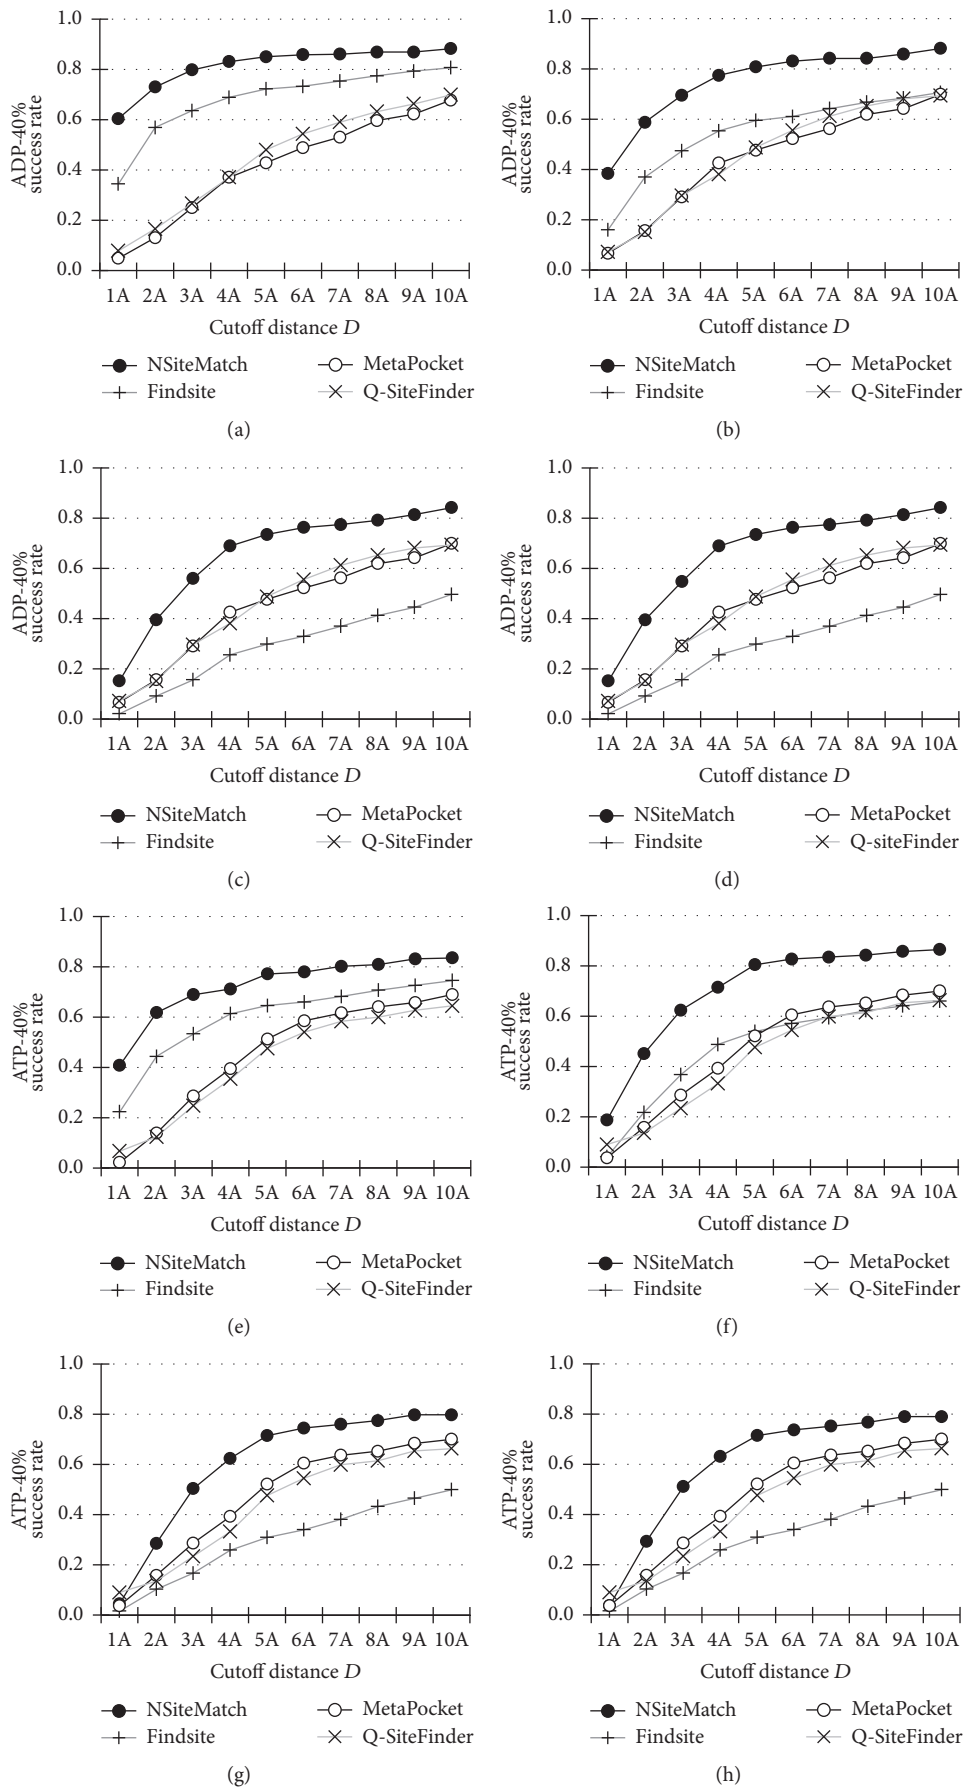 1.0
0.8
0.6
0.4
0.2
0.0
ADP-40%
success rate
1A 2A 3A 4A 5A 6A 7A 8A 9A 10A
Cutoff distance D
NSiteMatch MetaPocket
Findsite Q-SiteFinder
(a)
1.0
0.8
0.6
0.4
0.2
0.0
ADP-40%
success rate
1A 2A 3A 4A 5A 6A 7A 8A 9A 10A
Cutoff distance D
NSiteMatch MetaPocket
Findsite Q-SiteFinder
(b)
1.0
0.8
0.6
0.4
0.2
0.0
ADP-40%
success rate
1A 2A 3A 4A 5A 6A 7A 8A 9A 10A
Cutoff distance D
NSiteMatch MetaPocket
Findsite Q-SiteFinder
(c)
1.0
0.8
0.6
0.4
0.2
0.0
ADP-40%
success rate
1A 2A 3A 4A 5A 6A 7A 8A 9A 10A
Cutoff distance D
NSiteMatch MetaPocket
Findsite Q-siteFinder
(d)
1.0
0.8
0.6
0.4
0.2
0.0
ATP-40%
success rate
1A 2A 3A 4A 5A 6A 7A 8A 9A 10A
Cutoff distance D
NSiteMatch MetaPocket
Findsite Q-SiteFinder
(e)
1.0
0.8
0.6
0.4
0.2
0.0
ATP-40%
success rate
1A 2A 3A 4A 5A 6A 7A 8A 9A 10A
Cutoff distance D
NSiteMatch MetaPocket
Findsite Q-SiteFinder
(f)
1.0
0.8
0.6
0.4
0.2
0.0
ATP-40%
success rate
1A 2A 3A 4A 5A 6A 7A 8A 9A 10A
Cutoff distance D
NSiteMatch MetaPocket
Findsite Q-SiteFinder
(g)
1.0
0.8
0.6
0.4
0.2
0.0
ATP-40%
success rate
1A 2A 3A 4A 5A 6A 7A 8A 9A 10A
Cutoff distance D
NSiteMatch MetaPocket
Findsite Q-SiteFinder
(h)